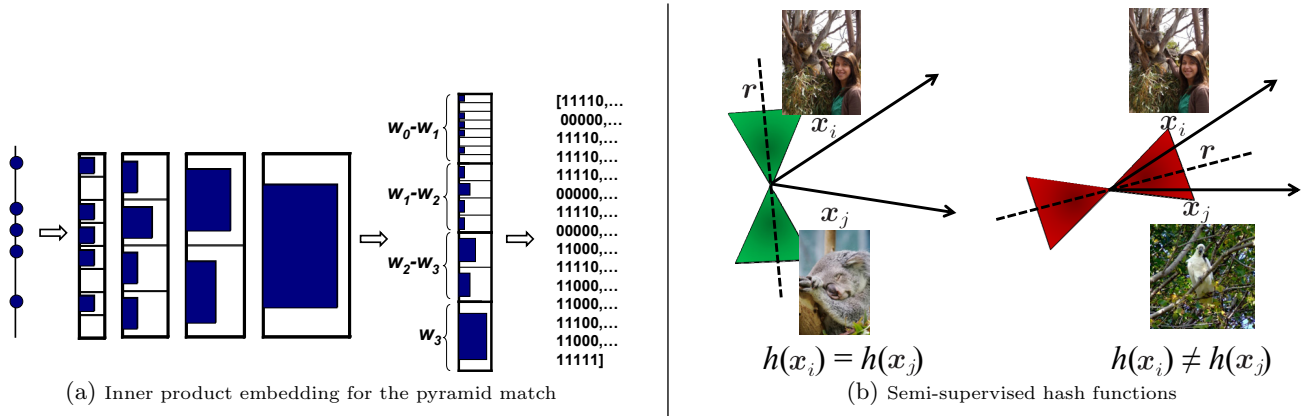 w₀-w₁
w₁-w₂
w₂-w₃
w₃
[11110,...
00000,...
11110,...
11110,...
11110,...
00000,...
11110,...
00000,...
11000,...
11110,...
11000,...
11000,...
11100,...
11000,...
11111]
(a) Inner product embedding for the pyramid match
r
xᵢ
xⱼ
h(xᵢ) = h(xⱼ)
xᵢ
r
xⱼ
h(xᵢ) ≠ h(xⱼ)
(b) Semi-supervised hash functions